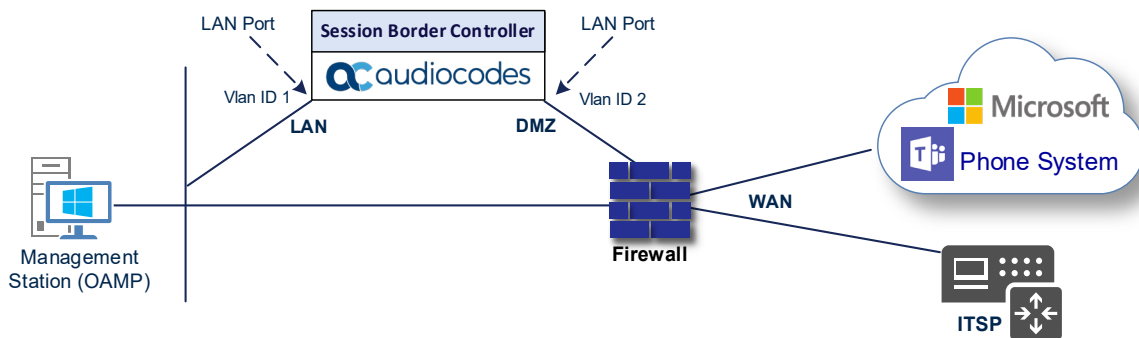 LAN Port
Session Border Controller
LAN Port
audiocodes
Vlan ID 1
Vlan ID 2
LAN
DMZ
Microsoft
Phone System
T
WAN
Firewall
Management
Station (OAMP)
ITSP